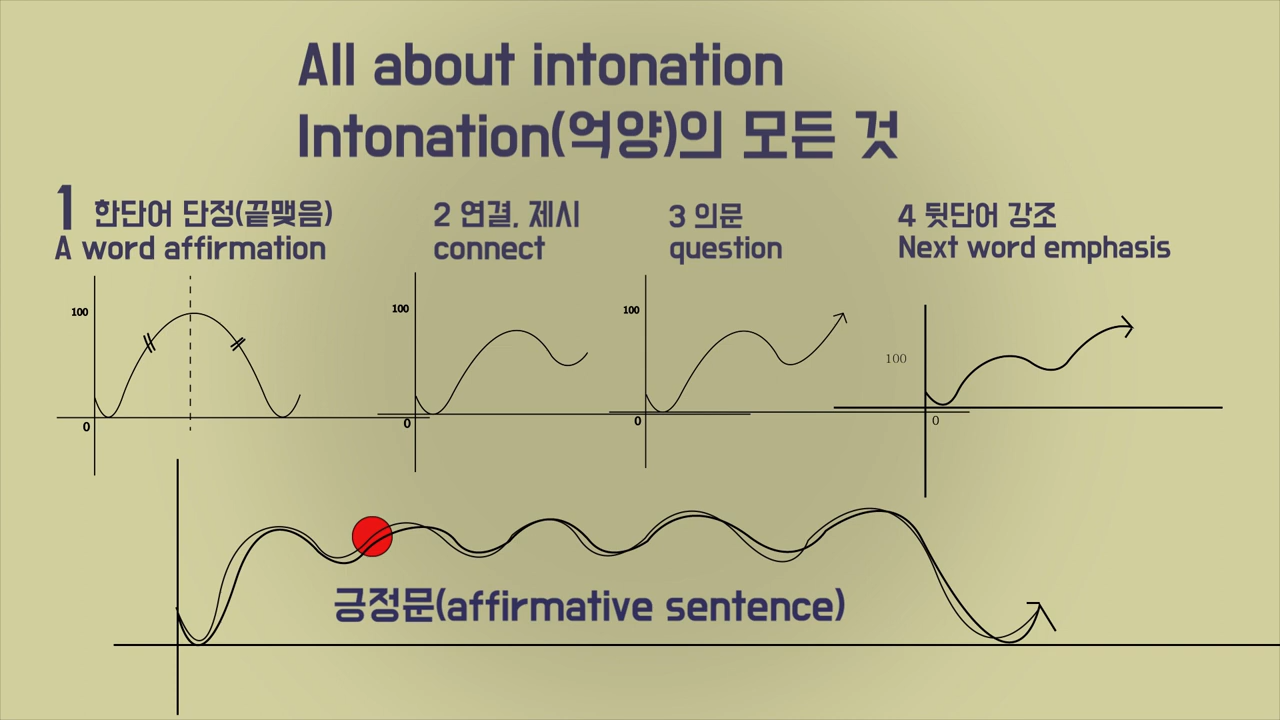 All about intonation
Intonation(억양)의 모든 것
1 한단어 단정(끝맺음)
A word affirmation
2 연결, 제시
connect
3 의문
question
4 뒷단어 강조
Next word emphasis
100
0
100
0
100
0
100
0
긍정문(affirmative sentence)